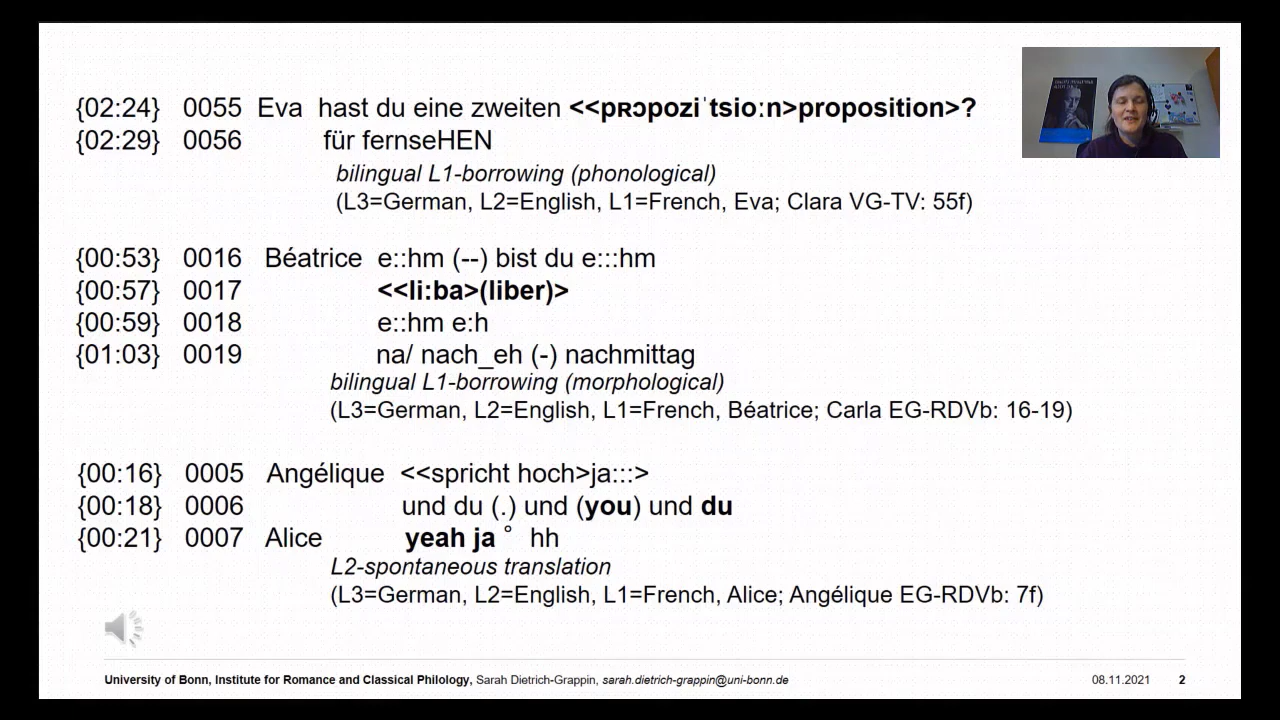 {02:24} 0055 Eva hast du eine zweiten <<pʀɔpoziˈtsioːn>proposition>?
{02:29} 0056 für fernseHEN
bilingual L1-borrowing (phonological)
(L3=German, L2=English, L1=French, Eva; Clara VG-TV: 55f)
{00:53} 0016 Béatrice e::hm (--) bist du e:::hm
{00:57} 0017 <<li:ba>(liber)>
{00:59} 0018 e::hm e:h
{01:03} 0019 na/ nach_eh (-) nachmittag
bilingual L1-borrowing (morphological)
(L3=German, L2=English, L1=French, Béatrice; Carla EG-RDVb: 16-19)
{00:16} 0005 Angélique <<spricht hoch>ja:::>
{00:18} 0006 und du (.) und (you) und du
{00:21} 0007 Alice yeah ja ° hh
L2-spontaneous translation
(L3=German, L2=English, L1=French, Alice; Angélique EG-RDVb: 7f)
University of Bonn, Institute for Romance and Classical Philology, Sarah Dietrich-Grappin, sarah.dietrich-grappin@uni-bonn.de 08.11.2021 2